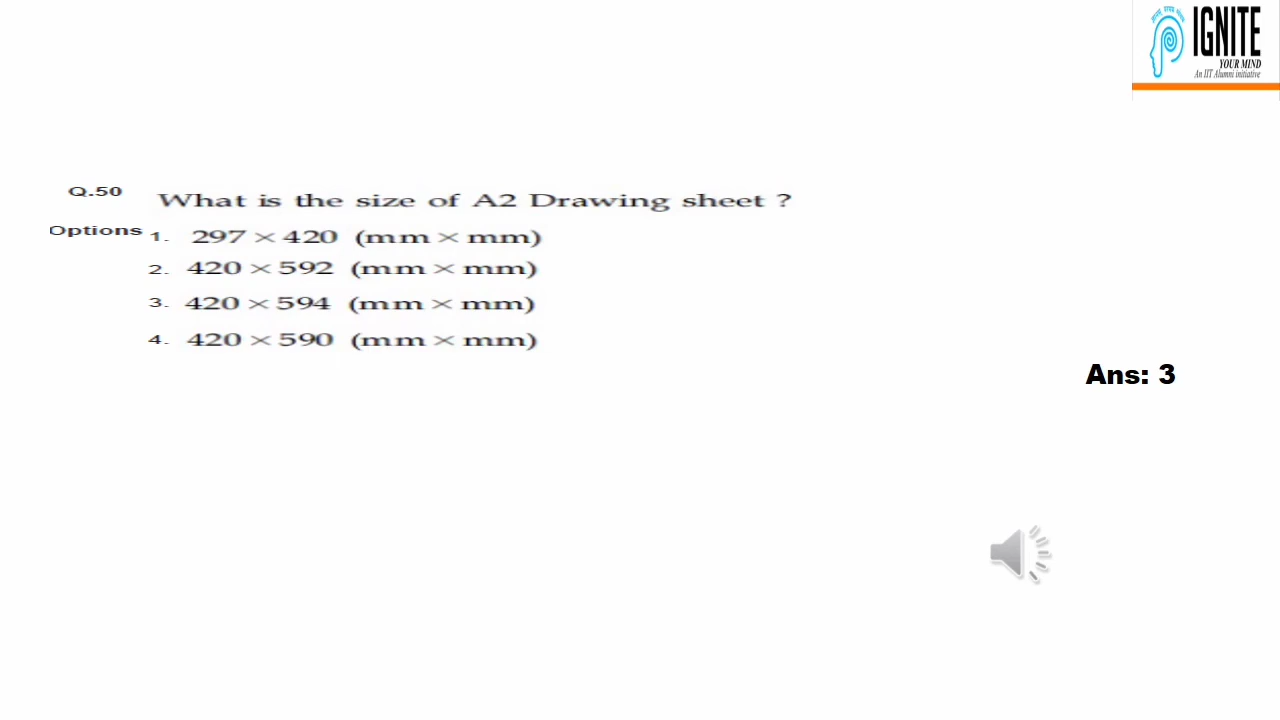 IGNITE
YOUR MIND
An IIT Alumni initiative
Q.50 What is the size of A2 Drawing sheet ?
Options 1. 297 × 420 (mm × mm)
2. 420 × 592 (mm × mm)
3. 420 × 594 (mm × mm)
4. 420 × 590 (mm × mm)
Ans: 3